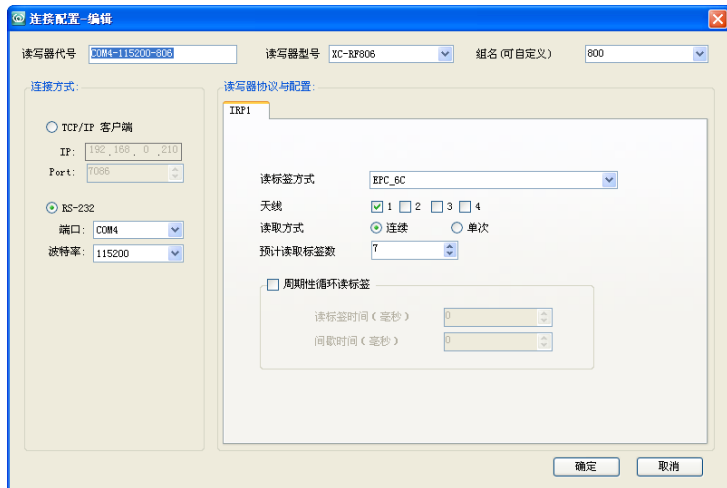 连接配置-编辑
读写器代号 COM4-115200-806 读写器型号 XC-RF806 组名(可自定义) 800
连接方式:
TCP/IP 客户端
IP: 192 .168 . 0 .210
Port: 7086
RS-232
端口: COM4
波特率: 115200
读写器协议与配置:
IRP1
读标签方式 EPC_6C
天线 1 2 3 4
读取方式 连续 单次
预计读取标签数 7
周期性循环读标签
读标签时间(毫秒) 0
间歇时间(毫秒) 0
确定 取消